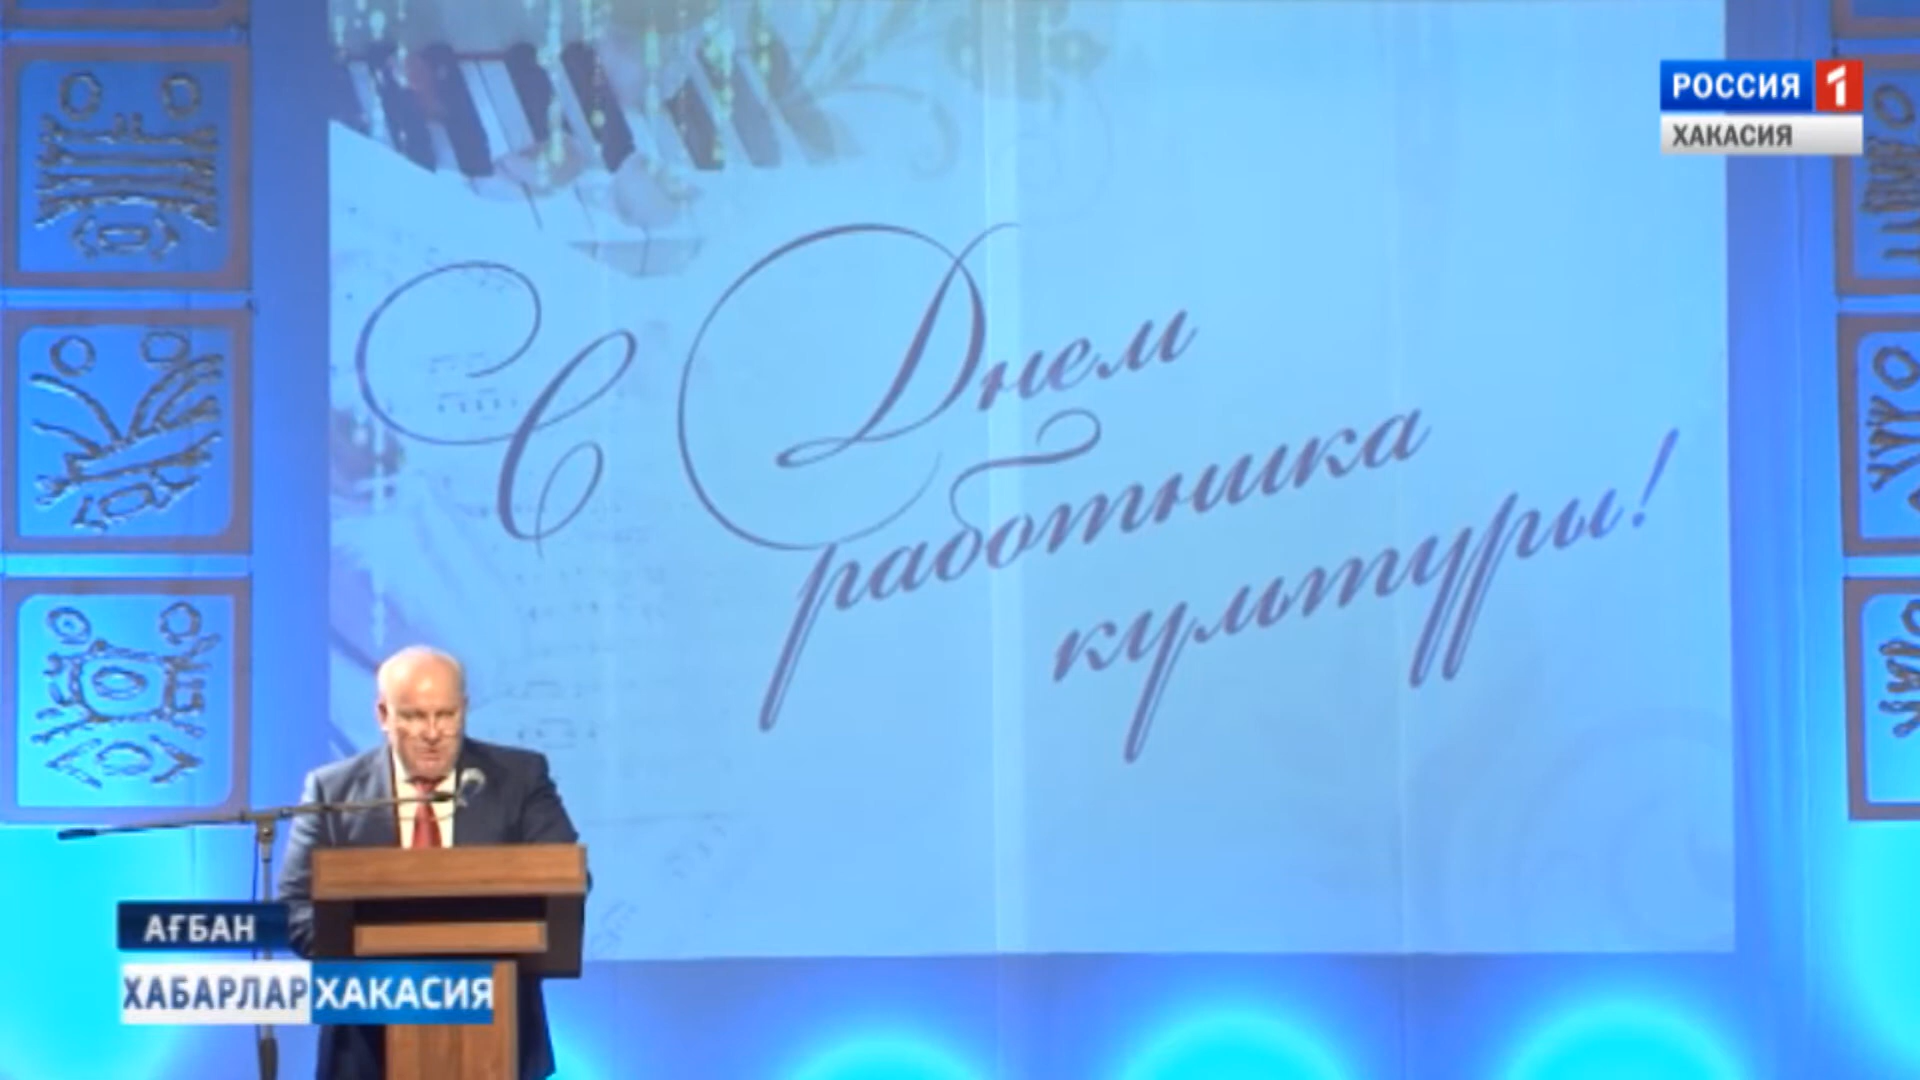 РОССИЯ 1
ХАКАСИЯ
С Днем
работника
культуры!
АҒБАН
ХАБАРЛАР ХАКАСИЯ